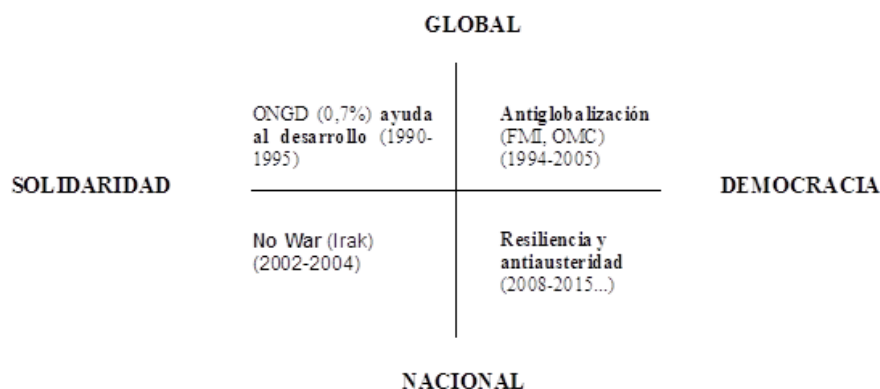 GLOBAL
ONGD (0,7%) ayuda
al desarrollo (1990-
1995)
Antiglobalización
(FMI, OMC)
(1994-2005)
SOLIDARIDAD
DEMOCRACIA
No War (Irak)
(2002-2004)
Resiliencia y
antiausteridad
(2008-2015...)
NACIONAL